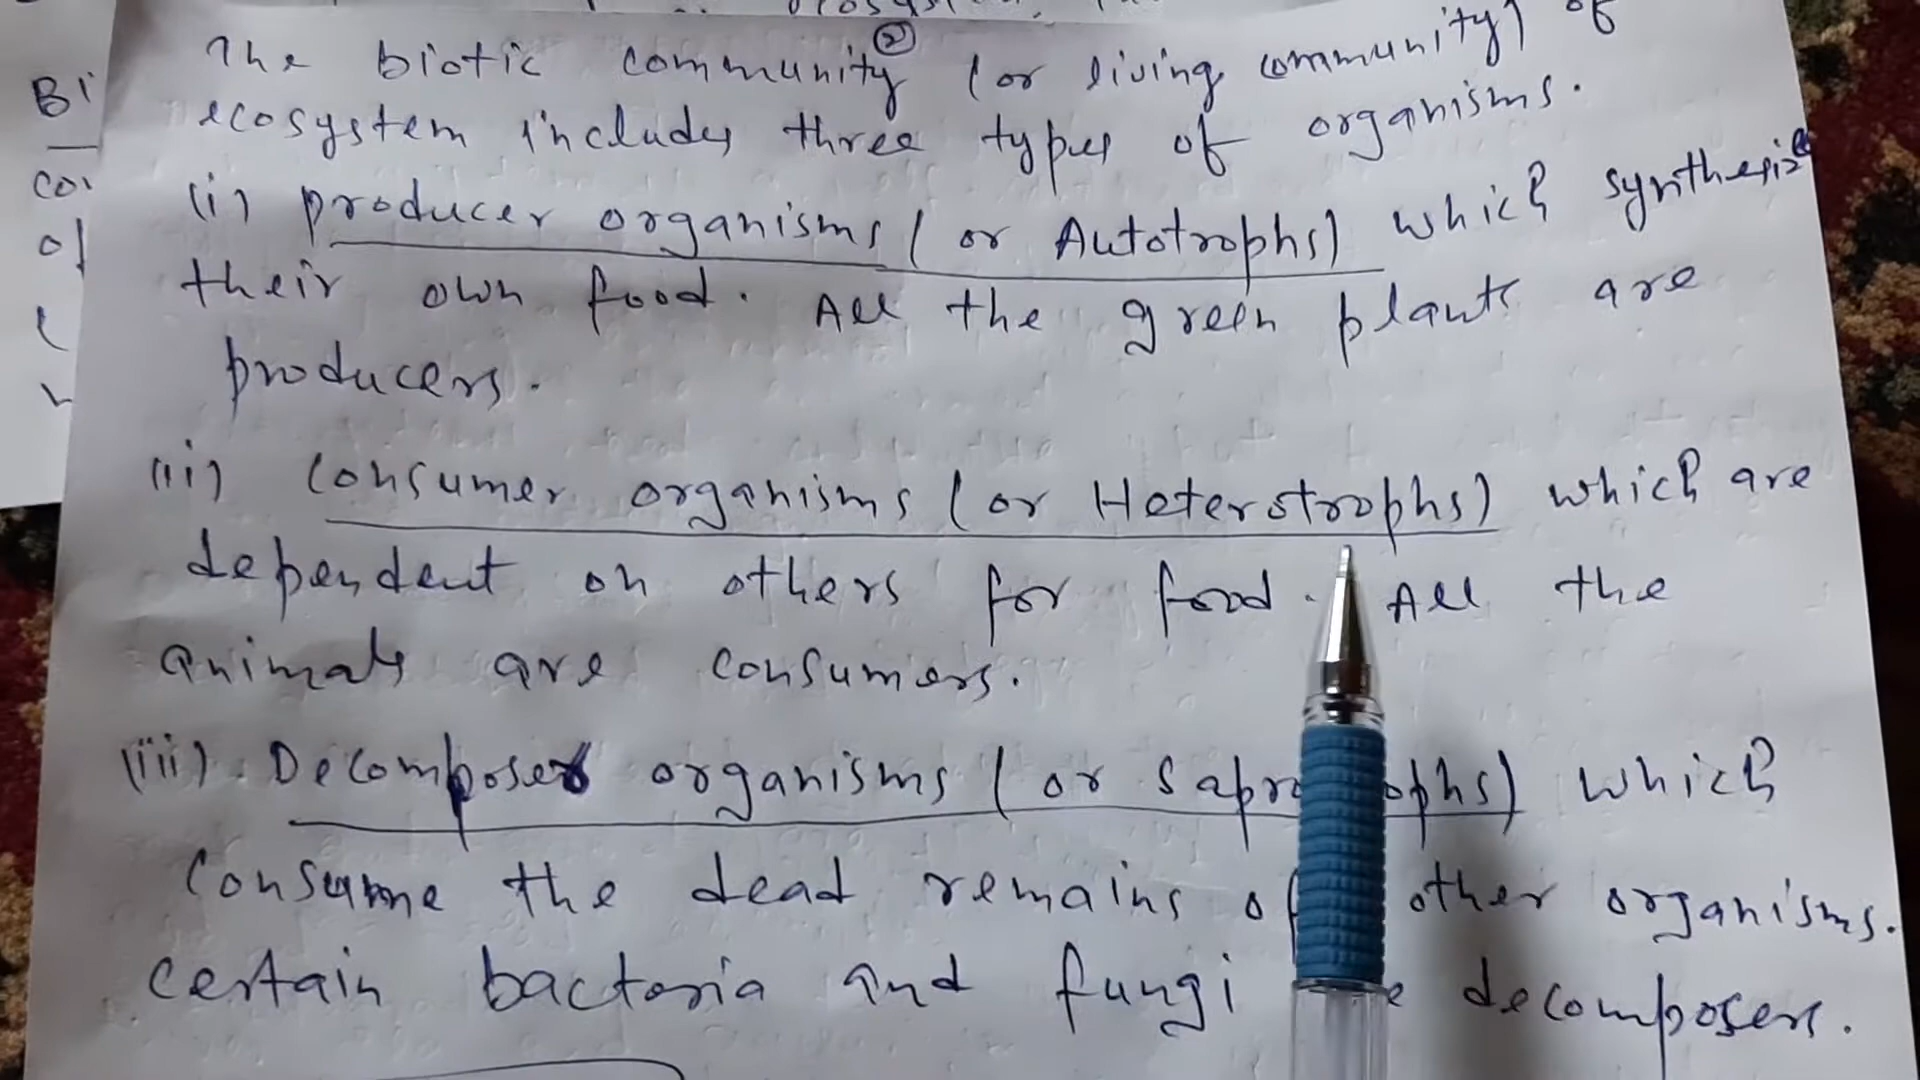 ②
The biotic community (or living community) of
ecosystem includes three types of organisms.
(i) producer organisms (or Autotrophs) which synthesize
their own food. All the green plants are
producers.
(ii) Consumer organisms (or Heterotrophs) which are
dependent on others for food. All the
animals are consumers.
(iii) Decomposer organisms (or which
Consume the dead remains other organisms.
certain bacteria and fungi decomposers.
Bi